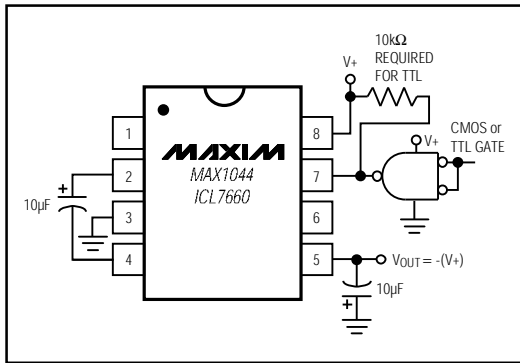 10kΩ
REQUIRED
FOR TTL
V+
CMOS or
TTL GATE
V+
1
8
MAXIM
MAX1044
ICL7660
2
7
+
10µF
3
6
4
5
VOUT = -(V+)
10µF
+